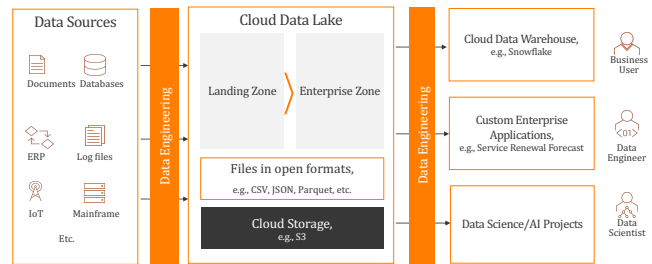 Data Sources
Documents
Databases
ERP
Log files
IoT
Mainframe
Etc.
Data Engineering
Cloud Data Lake
Landing Zone
Enterprise Zone
Files in open formats,
e.g., CSV, JSON, Parquet, etc.
Cloud Storage,
e.g., S3
Data Engineering
Cloud Data Warehouse,
e.g., Snowflake
Business
User
Custom Enterprise
Applications,
e.g., Service Renewal Forecast
<01>
Data
Engineer
Data Science/AI Projects
Data
Scientist